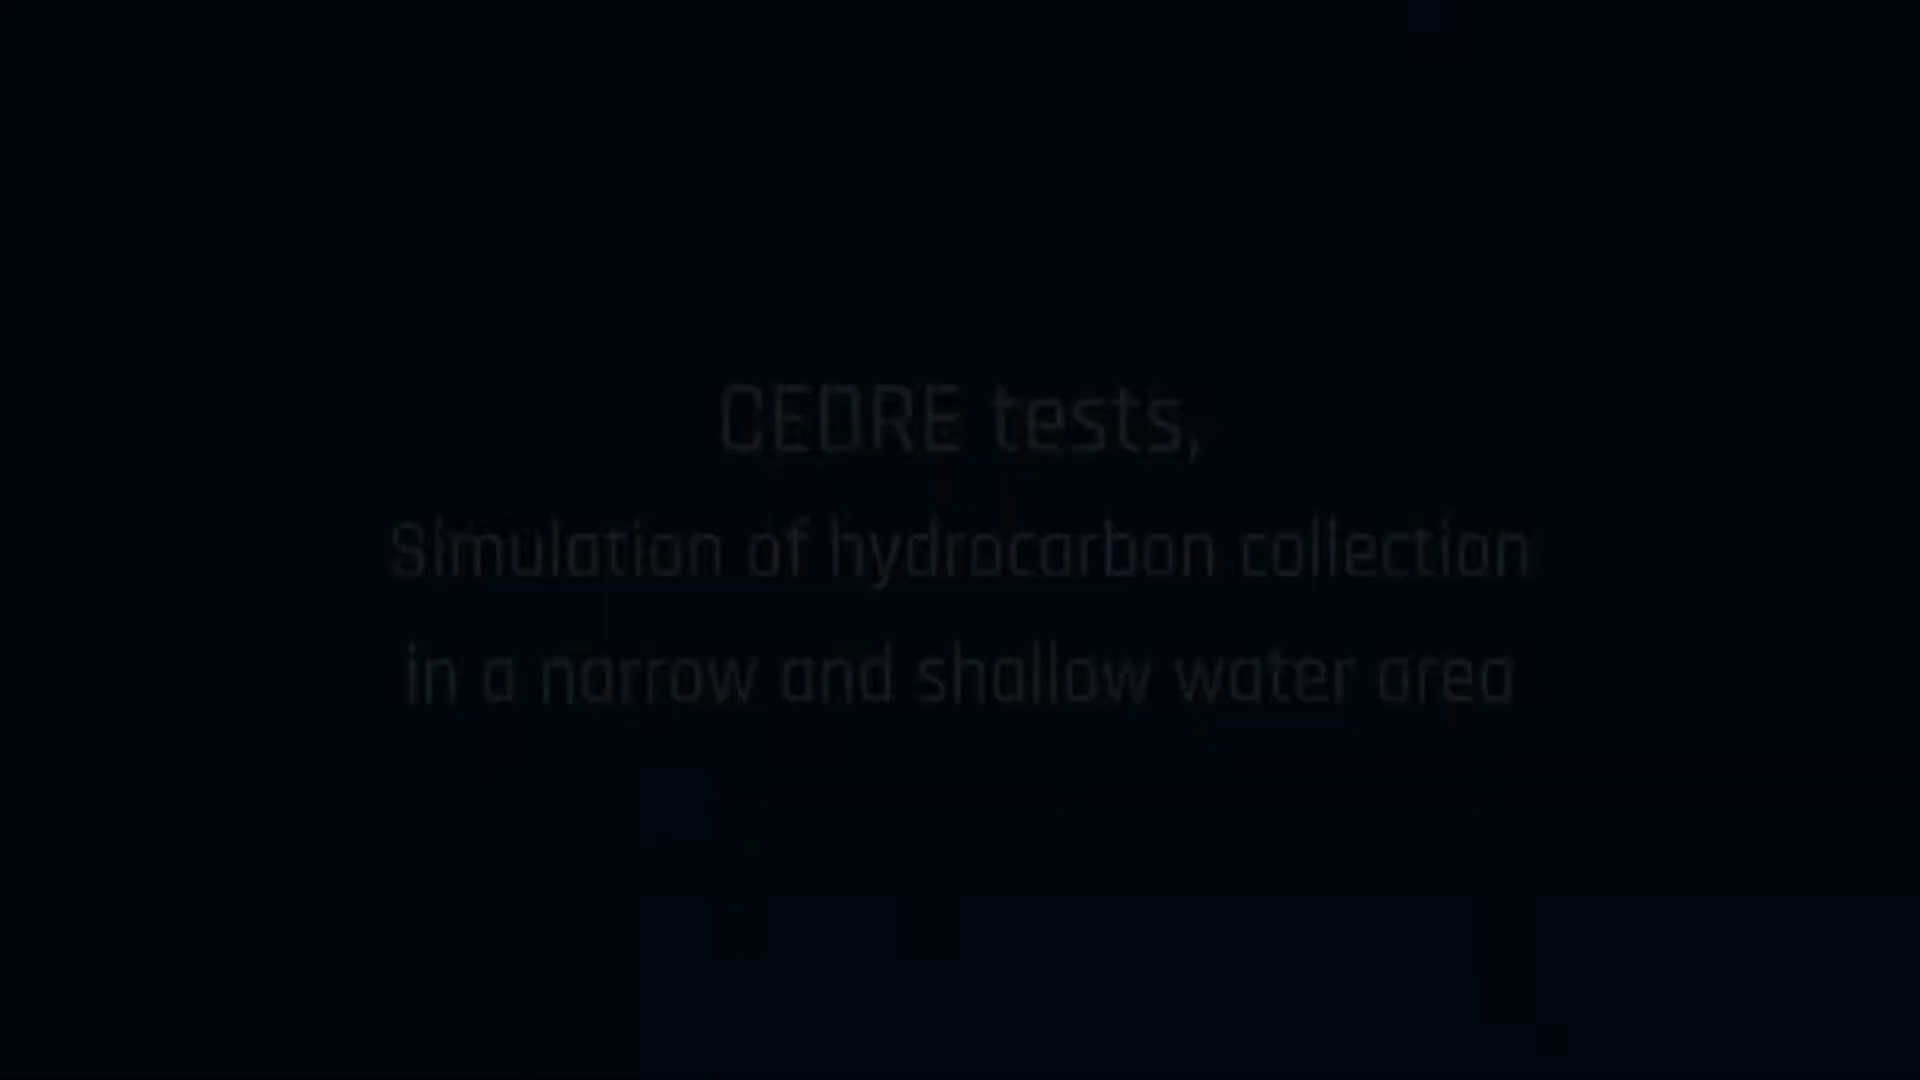 CEDRE tests,
Simulation of hydrocarbon collection
in a narrow and shallow water area